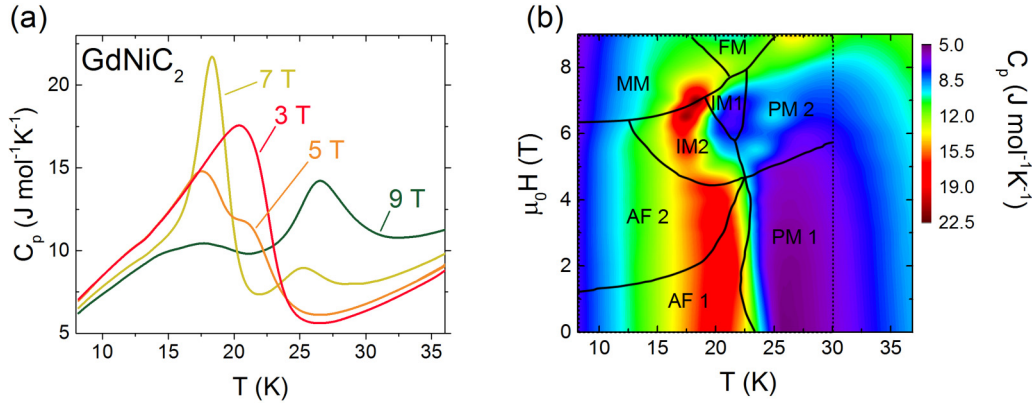 (a)
GdNiC2
7 T
3 T
5 T
9 T
20
15
10
5
Cp (J mol-1K-1)
10 15 20 25 30 35
T (K)
(b)
FM
MM
IM1
PM 2
IM2
AF 2
PM 1
AF 1
8
6
4
2
0
μ0H (T)
10 15 20 25 30 35
T (K)
5.0
8.5
12.0
15.5
19.0
22.5
Cp (J mol-1K-1)